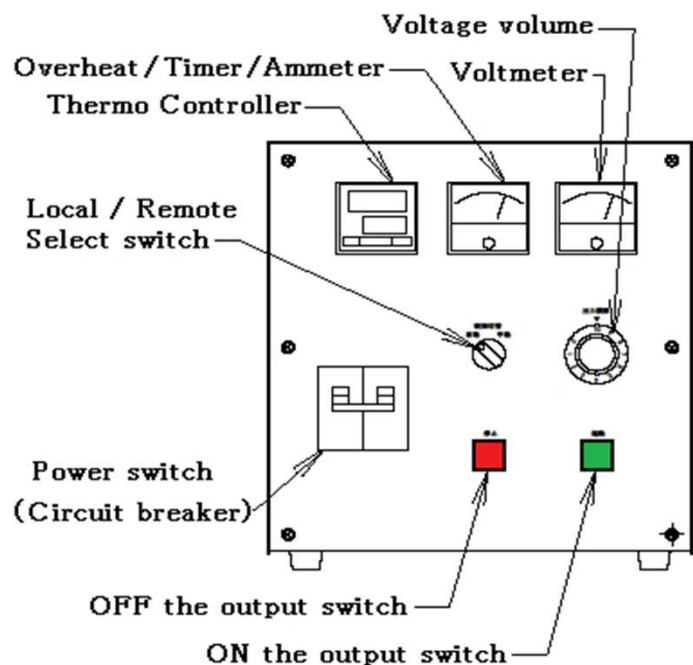 Voltage volume
Overheat / Timer / Ammeter
Voltmeter
Thermo Controller
Local / Remote
Select switch
Power switch
(Circuit breaker)
OFF the output switch
ON the output switch